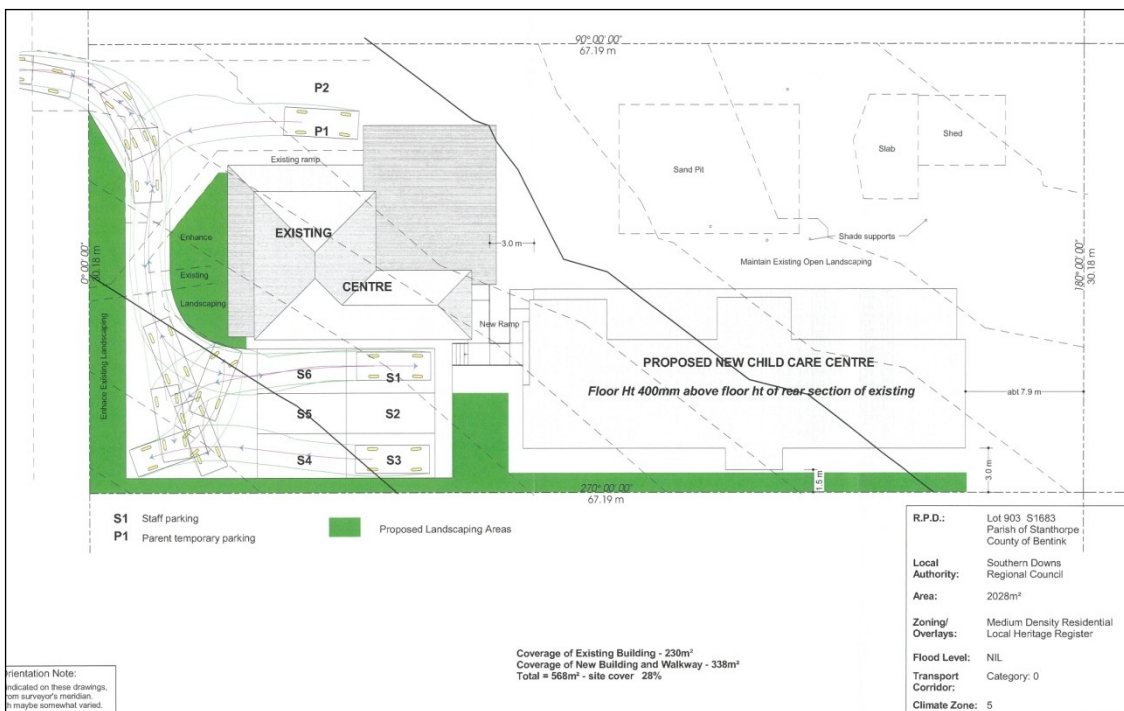 90° 00' 00"
67.19 m
P2
P1
Existing ramp
Sand Pit
Slab
Shed
Shade supports
Maintain Existing Open Landscaping
0° 00' 00"
30.18 m
180° 00' 00"
30.18 m
Enhance
Existing
Landscaping
EXISTING
CENTRE
3.0 m
New Ramp
Enhace Existing Landscaping
S6
S1
S5
S2
S4
S3
PROPOSED NEW CHILD CARE CENTRE
Floor Ht 400mm above floor ht of rear section of existing
abt 7.9 m
1.5 m
3.0 m
270° 00' 00"
67.19 m
S1 Staff parking
P1 Parent temporary parking
Proposed Landscaping Areas
R.P.D.: Lot 903 S1683
Parish of Stanthorpe
County of Bentink
Local Authority: Southern Downs
Regional Council
Area: 2028m²
Zoning/ Overlays: Medium Density Residential
Local Heritage Register
Flood Level: NIL
Transport Corridor: Category: 0
Climate Zone: 5
Coverage of Existing Building - 230m²
Coverage of New Building and Walkway - 338m²
Total = 568m² - site cover 28%
Orientation Note:
indicated on these drawings,
from surveyor's meridian.
maybe somewhat varied.